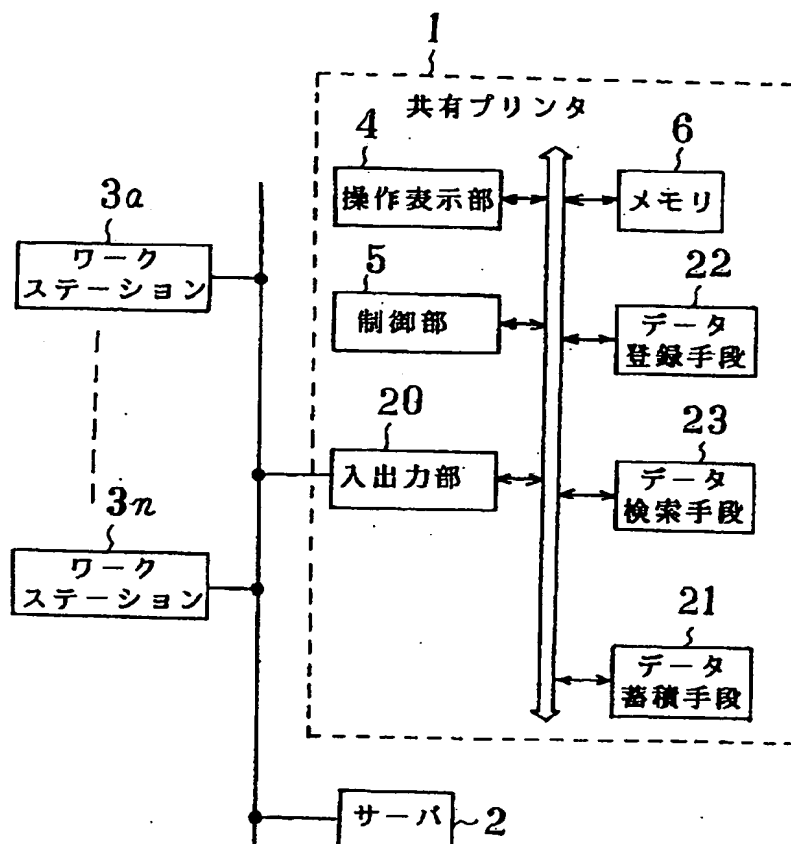 1
共有プリンタ
4
操作表示部
6
メモリ
3a
ワーク
ステーション
5
制御部
22
データ
登録手段
20
入出力部
23
データ
検索手段
3n
ワーク
ステーション
21
データ
蓄積手段
サーバ
2